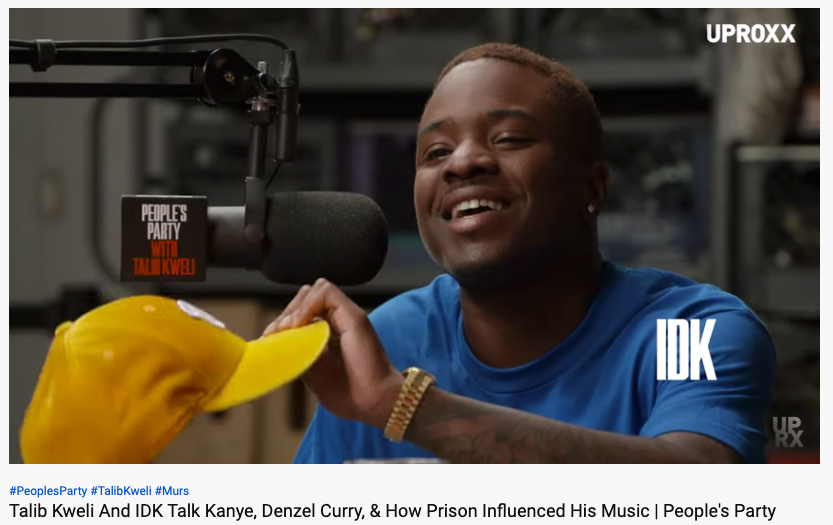 UPROXX
PEOPLE'S
PARTY
WITH
TALIB KWELI
IDK
UP
RX
#PeoplesParty #TalibKweli #Murs
Talib Kweli And IDK Talk Kanye, Denzel Curry, & How Prison Influenced His Music | People's Party